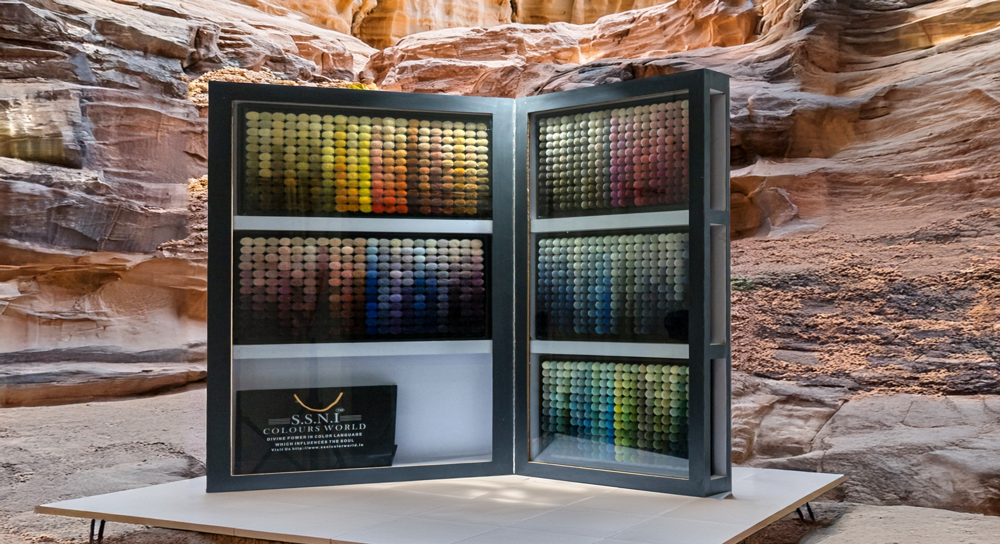 S.S.N.I ™
COLOURS WORLD
DIVINE POWER IN COLOR LANGUAGE
WHICH INFLUENCES THE SOUL
Visit Us http://www.ssnicolorworld.in